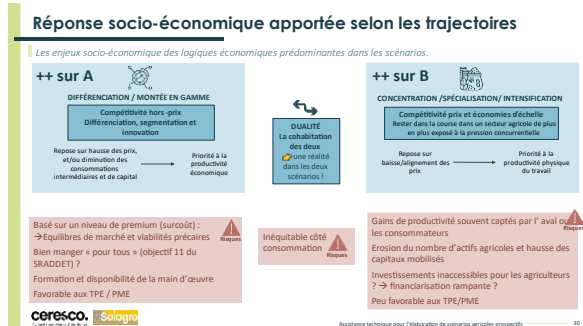 Réponse socio-économique apportée selon les trajectoires
Les enjeux socio-économique des logiques économiques prédominantes dans les scénarios.
++ sur A
DIFFÉRENCIATION / MONTÉE EN GAMME
Compétitivité hors -prix
Différenciation, segmentation et
innovation
Repose sur hausse des prix,
et/ou diminution des
consommations
intermédiaires et de capital
Priorité à la
productivité
économique
DUALITÉ
La cohabitation
des deux
👉une réalité
dans les deux
scénarios !
++ sur B
CONCENTRATION /SPÉCIALISATION/ INTENSIFICATION
Compétitivité prix et économies d'échelle
Rester dans la course dans un secteur agricole de plus
en plus exposé à la pression concurrentielle
Repose sur
baisse/alignement des
prix
Priorité à la
productivité physique
du travail
Basé sur un niveau de premium (surcoût) :
→Equilibres de marché et viabilités précaires
Bien manger « pour tous » (objectif 11 du
SRADDET) ?
Formation et disponibilité de la main d'œuvre
Favorable aux TPE / PME
Risques
Inéquitable côté
consommation
Risques
Gains de productivité souvent captés par l' aval ou
les consommateurs
Erosion du nombre d'actifs agricoles et hausse des
capitaux mobilisés
Investissements inaccessibles pour les agriculteurs
? → financiarisation rampante ?
Peu favorable aux TPE/PME
Risques
ceresco.
Solagro
Assistance technique pour l'élaboration de scénarios agricoles prospectifs
30